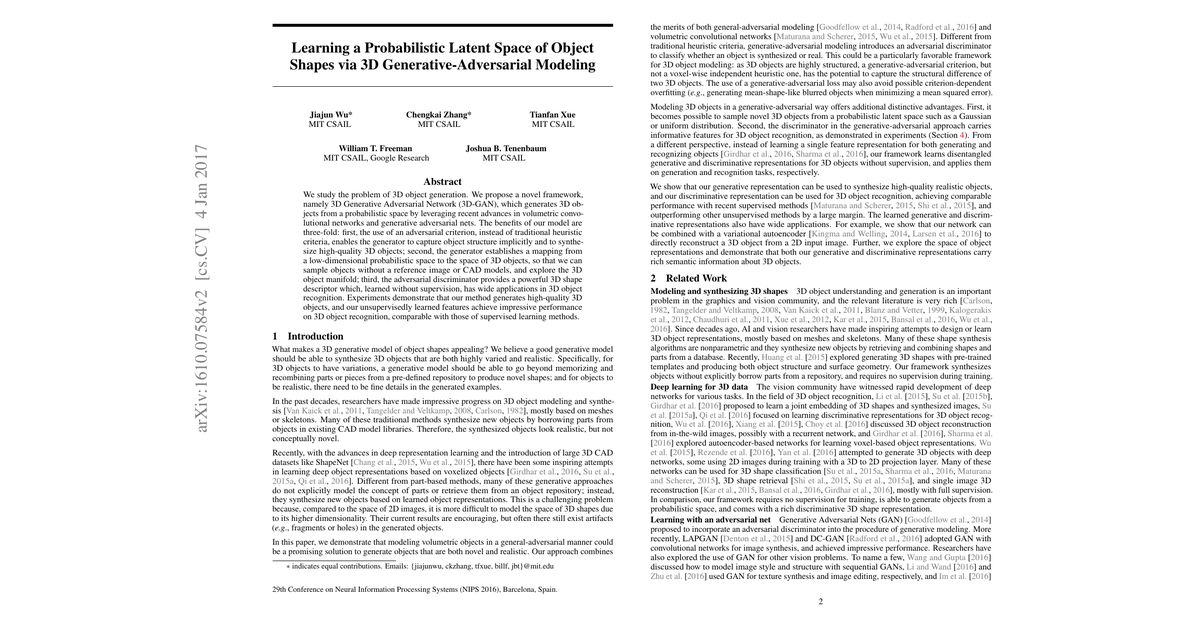 arXiv:1610.07584v2 [cs.CV] 4 Jan 2017
Learning a Probabilistic Latent Space of Object
Shapes via 3D Generative-Adversarial Modeling
Jiajun Wu*
MIT CSAIL
Chengkai Zhang*
MIT CSAIL
Tianfan Xue
MIT CSAIL
William T. Freeman
MIT CSAIL, Google Research
Joshua B. Tenenbaum
MIT CSAIL
Abstract
We study the problem of 3D object generation. We propose a novel framework,
namely 3D Generative Adversarial Network (3D-GAN), which generates 3D ob-
jects from a probabilistic space by leveraging recent advances in volumetric convo-
lutional networks and generative adversarial nets. The benefits of our model are
three-fold: first, the use of an adversarial criterion, instead of traditional heuristic
criteria, enables the generator to capture object structure implicitly and to synthe-
size high-quality 3D objects; second, the generator establishes a mapping from
a low-dimensional probabilistic space to the space of 3D objects, so that we can
sample objects without a reference image or CAD models, and explore the 3D
object manifold; third, the adversarial discriminator provides a powerful 3D shape
descriptor which, learned without supervision, has wide applications in 3D object
recognition. Experiments demonstrate that our method generates high-quality 3D
objects, and our unsupervisedly learned features achieve impressive performance
on 3D object recognition, comparable with those of supervised learning methods.
1 Introduction
What makes a 3D generative model of object shapes appealing? We believe a good generative model
should be able to synthesize 3D objects that are both highly varied and realistic. Specifically, for
3D objects to have variations, a generative model should be able to go beyond memorizing and
recombining parts or pieces from a pre-defined repository to produce novel shapes; and for objects to
be realistic, there need to be fine details in the generated examples.
In the past decades, researchers have made impressive progress on 3D object modeling and synthe-
sis [Van Kaick et al., 2011, Tangelder and Veltkamp, 2008, Carlson, 1982], mostly based on meshes
or skeletons. Many of these traditional methods synthesize new objects by borrowing parts from
objects in existing CAD model libraries. Therefore, the synthesized objects look realistic, but not
conceptually novel.
Recently, with the advances in deep representation learning and the introduction of large 3D CAD
datasets like ShapeNet [Chang et al., 2015, Wu et al., 2015], there have been some inspiring attempts
in learning deep object representations based on voxelized objects [Girdhar et al., 2016, Su et al.,
2015a, Qi et al., 2016]. Different from part-based methods, many of these generative approaches
do not explicitly model the concept of parts or retrieve them from an object repository; instead,
they synthesize new objects based on learned object representations. This is a challenging problem
because, compared to the space of 2D images, it is more difficult to model the space of 3D shapes due
to its higher dimensionality. Their current results are encouraging, but often there still exist artifacts
(e.g., fragments or holes) in the generated objects.
In this paper, we demonstrate that modeling volumetric objects in a general-adversarial manner could
be a promising solution to generate objects that are both novel and realistic. Our approach combines
* indicates equal contributions. Emails: {jiajunwu, ckzhang, tfxue, billf, jbt}@mit.edu
29th Conference on Neural Information Processing Systems (NIPS 2016), Barcelona, Spain.
the merits of both general-adversarial modeling [Goodfellow et al., 2014, Radford et al., 2016] and
volumetric convolutional networks [Maturana and Scherer, 2015, Wu et al., 2015]. Different from
traditional heuristic criteria, generative-adversarial modeling introduces an adversarial discriminator
to classify whether an object is synthesized or real. This could be a particularly favorable framework
for 3D object modeling: as 3D objects are highly structured, a generative-adversarial criterion, but
not a voxel-wise independent heuristic one, has the potential to capture the structural difference of
two 3D objects. The use of a generative-adversarial loss may also avoid possible criterion-dependent
overfitting (e.g., generating mean-shape-like blurred objects when minimizing a mean squared error).
Modeling 3D objects in a generative-adversarial way offers additional distinctive advantages. First, it
becomes possible to sample novel 3D objects from a probabilistic latent space such as a Gaussian
or uniform distribution. Second, the discriminator in the generative-adversarial approach carries
informative features for 3D object recognition, as demonstrated in experiments (Section 4). From
a different perspective, instead of learning a single feature representation for both generating and
recognizing objects [Girdhar et al., 2016, Sharma et al., 2016], our framework learns disentangled
generative and discriminative representations for 3D objects without supervision, and applies them
on generation and recognition tasks, respectively.
We show that our generative representation can be used to synthesize high-quality realistic objects,
and our discriminative representation can be used for 3D object recognition, achieving comparable
performance with recent supervised methods [Maturana and Scherer, 2015, Shi et al., 2015], and
outperforming other unsupervised methods by a large margin. The learned generative and discrim-
inative representations also have wide applications. For example, we show that our network can
be combined with a variational autoencoder [Kingma and Welling, 2014, Larsen et al., 2016] to
directly reconstruct a 3D object from a 2D input image. Further, we explore the space of object
representations and demonstrate that both our generative and discriminative representations carry
rich semantic information about 3D objects.
2 Related Work
Modeling and synthesizing 3D shapes 3D object understanding and generation is an important
problem in the graphics and vision community, and the relevant literature is very rich [Carlson,
1982, Tangelder and Veltkamp, 2008, Van Kaick et al., 2011, Blanz and Vetter, 1999, Kalogerakis
et al., 2012, Chaudhuri et al., 2011, Xue et al., 2012, Kar et al., 2015, Bansal et al., 2016, Wu et al.,
2016]. Since decades ago, AI and vision researchers have made inspiring attempts to design or learn
3D object representations, mostly based on meshes and skeletons. Many of these shape synthesis
algorithms are nonparametric and they synthesize new objects by retrieving and combining shapes and
parts from a database. Recently, Huang et al. [2015] explored generating 3D shapes with pre-trained
templates and producing both object structure and surface geometry. Our framework synthesizes
objects without explicitly borrow parts from a repository, and requires no supervision during training.
Deep learning for 3D data The vision community have witnessed rapid development of deep
networks for various tasks. In the field of 3D object recognition, Li et al. [2015], Su et al. [2015b],
Girdhar et al. [2016] proposed to learn a joint embedding of 3D shapes and synthesized images, Su
et al. [2015a], Qi et al. [2016] focused on learning discriminative representations for 3D object recog-
nition, Wu et al. [2016], Xiang et al. [2015], Choy et al. [2016] discussed 3D object reconstruction
from in-the-wild images, possibly with a recurrent network, and Girdhar et al. [2016], Sharma et al.
[2016] explored autoencoder-based networks for learning voxel-based object representations. Wu
et al. [2015], Rezende et al. [2016], Yan et al. [2016] attempted to generate 3D objects with deep
networks, some using 2D images during training with a 3D to 2D projection layer. Many of these
networks can be used for 3D shape classification [Su et al., 2015a, Sharma et al., 2016, Maturana
and Scherer, 2015], 3D shape retrieval [Shi et al., 2015, Su et al., 2015a], and single image 3D
reconstruction [Kar et al., 2015, Bansal et al., 2016, Girdhar et al., 2016], mostly with full supervision.
In comparison, our framework requires no supervision for training, is able to generate objects from a
probabilistic space, and comes with a rich discriminative 3D shape representation.
Learning with an adversarial net Generative Adversarial Nets (GAN) [Goodfellow et al., 2014]
proposed to incorporate an adversarial discriminator into the procedure of generative modeling. More
recently, LAPGAN [Denton et al., 2015] and DC-GAN [Radford et al., 2016] adopted GAN with
convolutional networks for image synthesis, and achieved impressive performance. Researchers have
also explored the use of GAN for other vision problems. To name a few, Wang and Gupta [2016]
discussed how to model image style and structure with sequential GANs, Li and Wand [2016] and
Zhu et al. [2016] used GAN for texture synthesis and image editing, respectively, and Im et al. [2016]
2